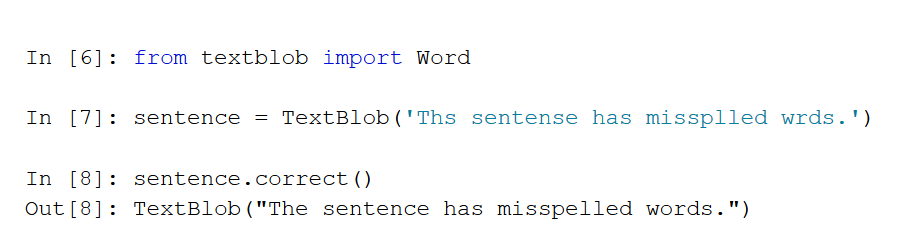 In [6]: from textblob import Word
In [7]: sentence = TextBlob('Ths sentense has missplled wrds.')
In [8]: sentence.correct()
Out[8]: TextBlob("The sentence has misspelled words.")